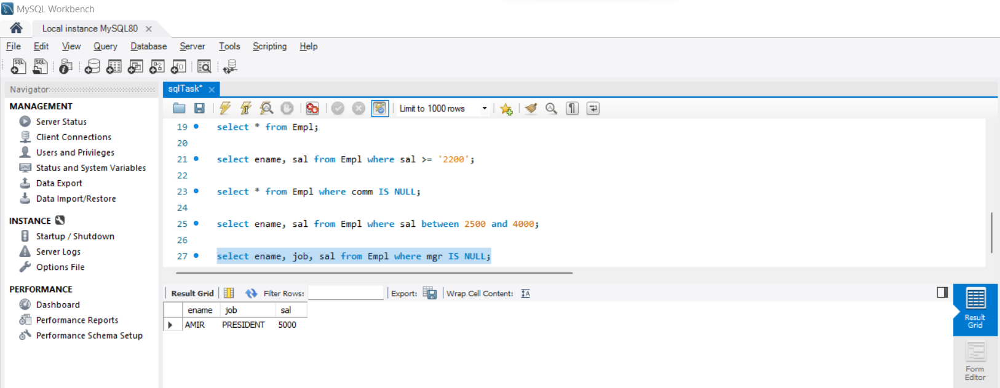 MySQL Workbench
Local instance MySQL80
File Edit View Query Database Server Tools Scripting Help
SQL SQL
Navigator
sqlTask*
MANAGEMENT
Server Status
Client Connections
Users and Privileges
Status and System Variables
Data Export
Data Import/Restore
INSTANCE
Startup / Shutdown
Server Logs
Options File
PERFORMANCE
Dashboard
Performance Reports
Performance Schema Setup
Limit to 1000 rows
19 select * from Empl;
20
21 select ename, sal from Empl where sal >= '2200';
22
23 select * from Empl where comm IS NULL;
24
25 select ename, sal from Empl where sal between 2500 and 4000;
26
27 select ename, job, sal from Empl where mgr IS NULL;
Result Grid Filter Rows: Export: Wrap Cell Content:
ename job sal
AMIR PRESIDENT 5000
Result
Grid
Form
Editor